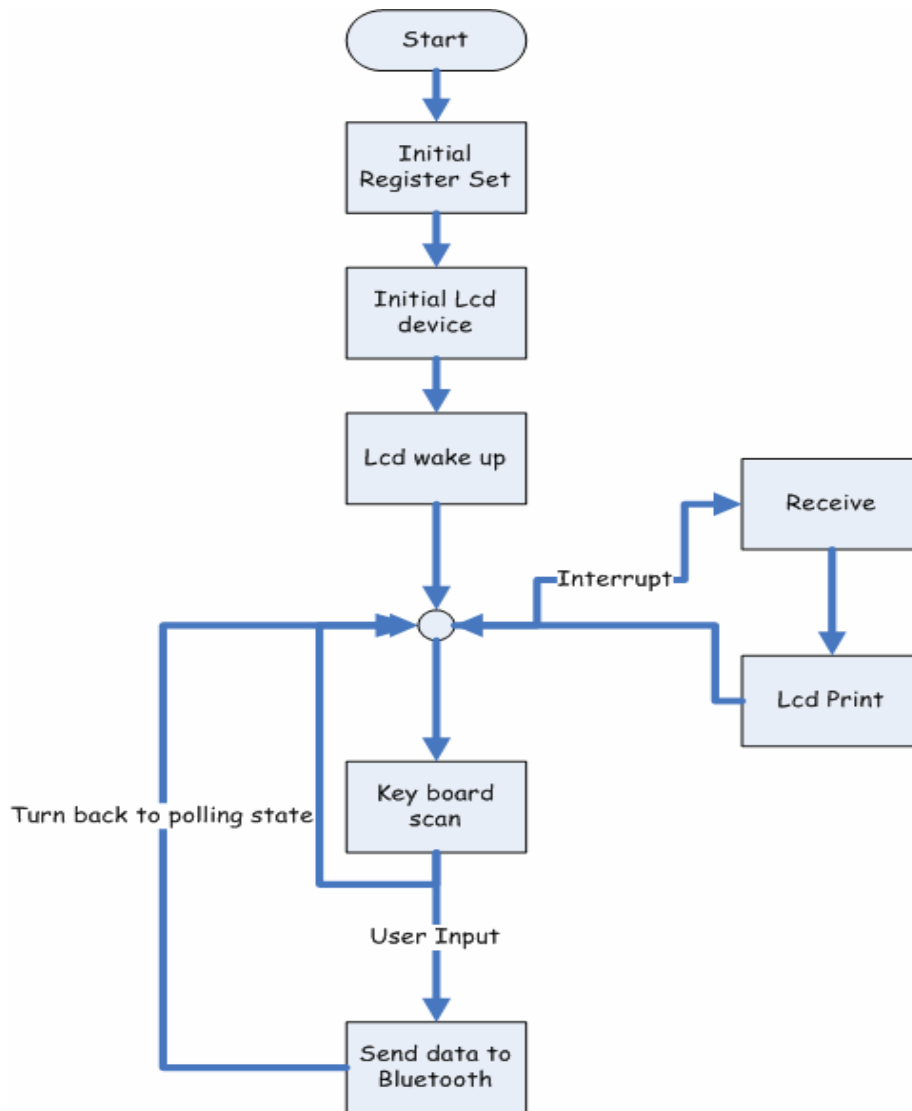 Start
Initial
Register Set
Initial Lcd
device
Lcd wake up
Receive
Interrupt
Lcd Print
Key board
scan
Turn back to polling state
User Input
Send data to
Bluetooth